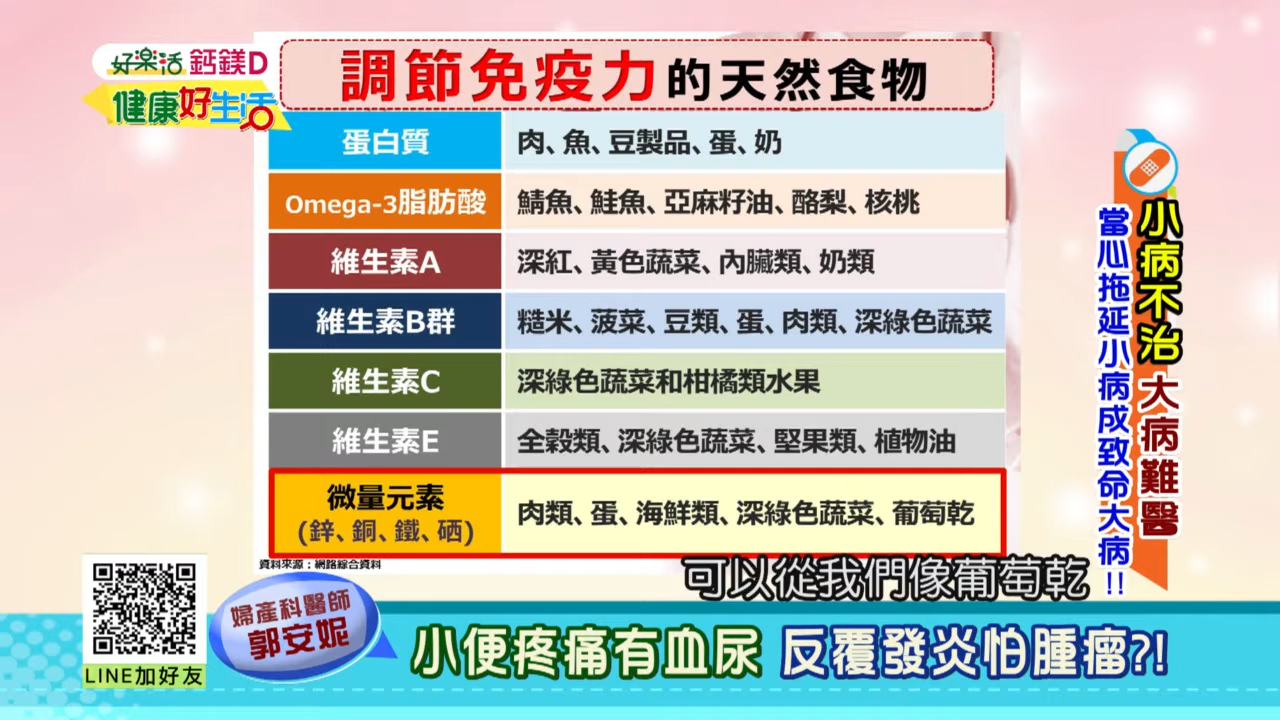 好樂活 鈣鎂D
健康好生活
調節免疫力的天然食物
蛋白質 肉、魚、豆製品、蛋、奶
Omega-3脂肪酸 鯖魚、鮭魚、亞麻籽油、酪梨、核桃
維生素A 深紅、黃色蔬菜、內臟類、奶類
維生素B群 糙米、菠菜、豆類、蛋、肉類、深綠色蔬菜
維生素C 深綠色蔬菜和柑橘類水果
維生素E 全穀類、深綠色蔬菜、堅果類、植物油
微量元素
(鋅、銅、鐵、硒)
肉類、蛋、海鮮類、深綠色蔬菜、葡萄乾
資料來源：網路綜合資料
小病不治 大病難醫
當心拖延小病成致命大病!!
可以從我們像葡萄乾
LINE加好友
婦產科醫師
郭安妮
小便疼痛有血尿 反覆發炎怕腫瘤?!